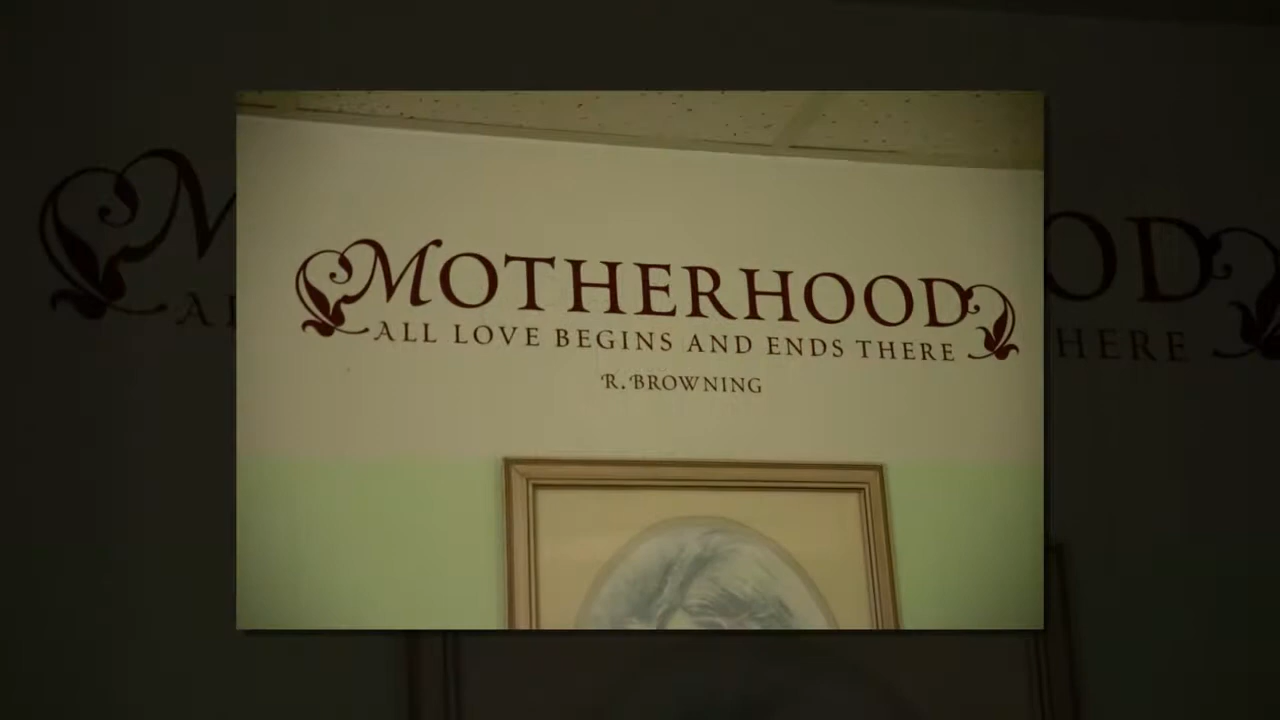 MOTHERHOOD
ALL LOVE BEGINS AND ENDS THERE
R. BROWNING